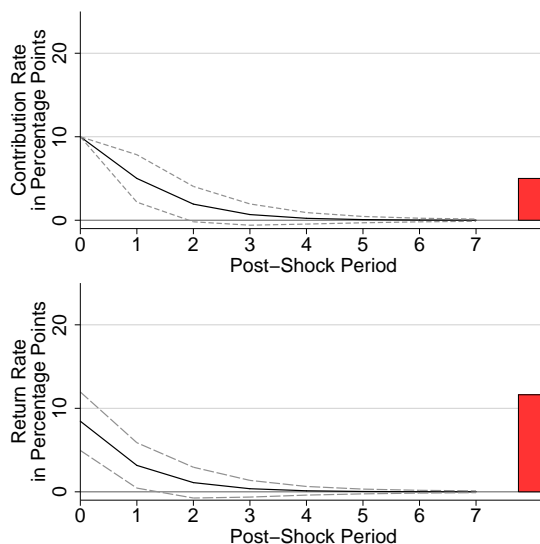 Contribution Rate
in Percentage Points
20
10
0
0 1 2 3 4 5 6 7
Post−Shock Period
Return Rate
in Percentage Points
20
10
0
0 1 2 3 4 5 6 7
Post−Shock Period